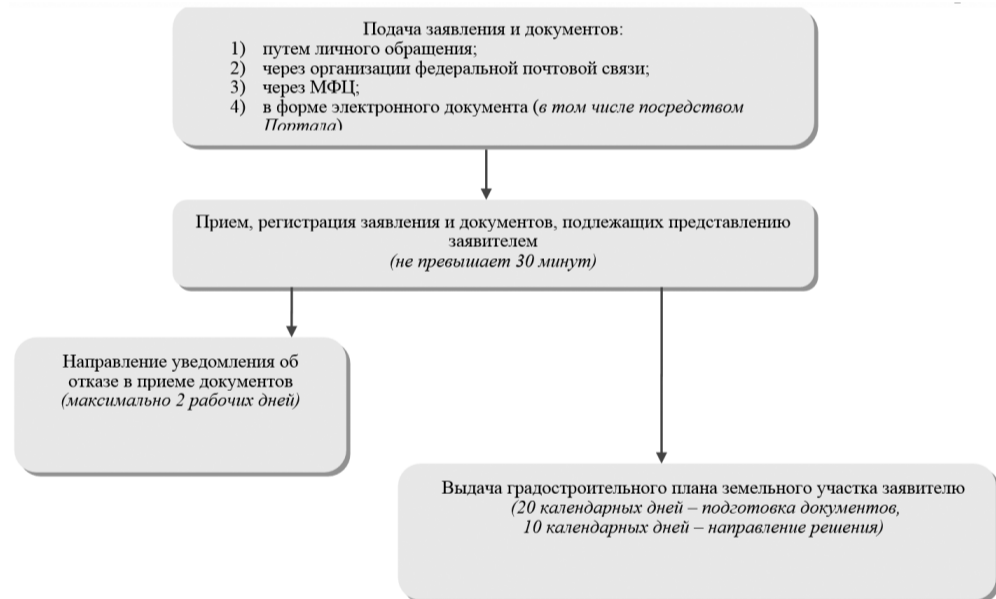 Подача заявления и документов:
1) путем личного обращения;
2) через организации федеральной почтовой связи;
3) через МФЦ;
4) в форме электронного документа (в том числе посредством
Портала)
Прием, регистрация заявления и документов, подлежащих представлению
заявителем
(не превышает 30 минут)
Направление уведомления об
отказе в приеме документов
(максимально 2 рабочих дней)
Выдача градостроительного плана земельного участка заявителю
(20 календарных дней – подготовка документов,
10 календарных дней – направление решения)